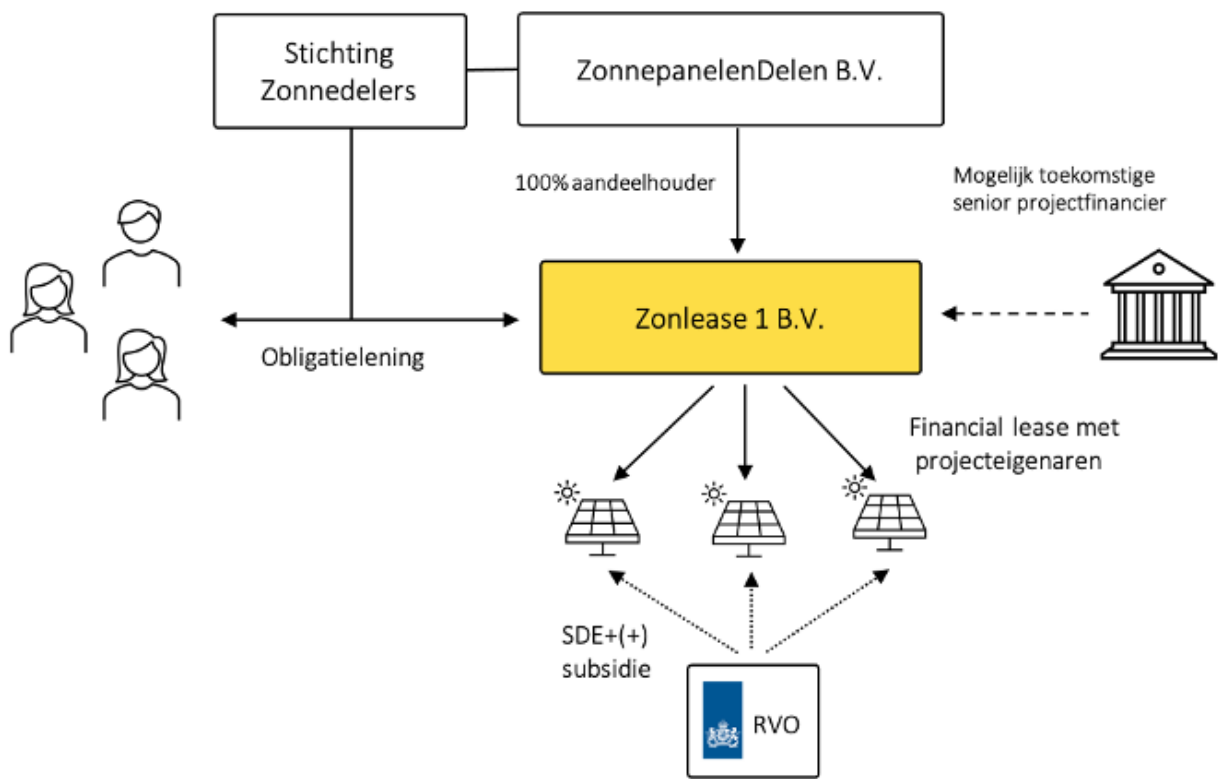 Stichting
Zonnedelers
ZonnepanelenDelen B.V.
100% aandeelhouder
Mogelijk toekomstige
senior projectfinancier
Zonlease 1 B.V.
Obligatielening
Financial lease met
projecteigenaren
SDE+(+)
subsidie
RVO